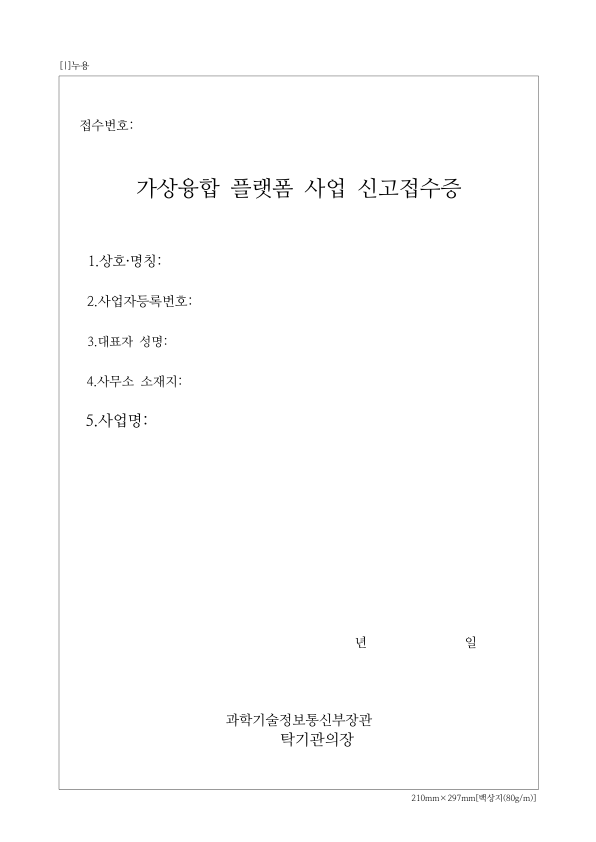 [|]누용
접수번호:
가상융합 플랫폼 사업 신고접수증
1.상호·명칭:
2.사업자등록번호:
3.대표자 성명:
4.사무소 소재지:
5.사업명:
년 일
과학기술정보통신부장관
탁기관의장
210mm×297mm[백상지(80g/m)]